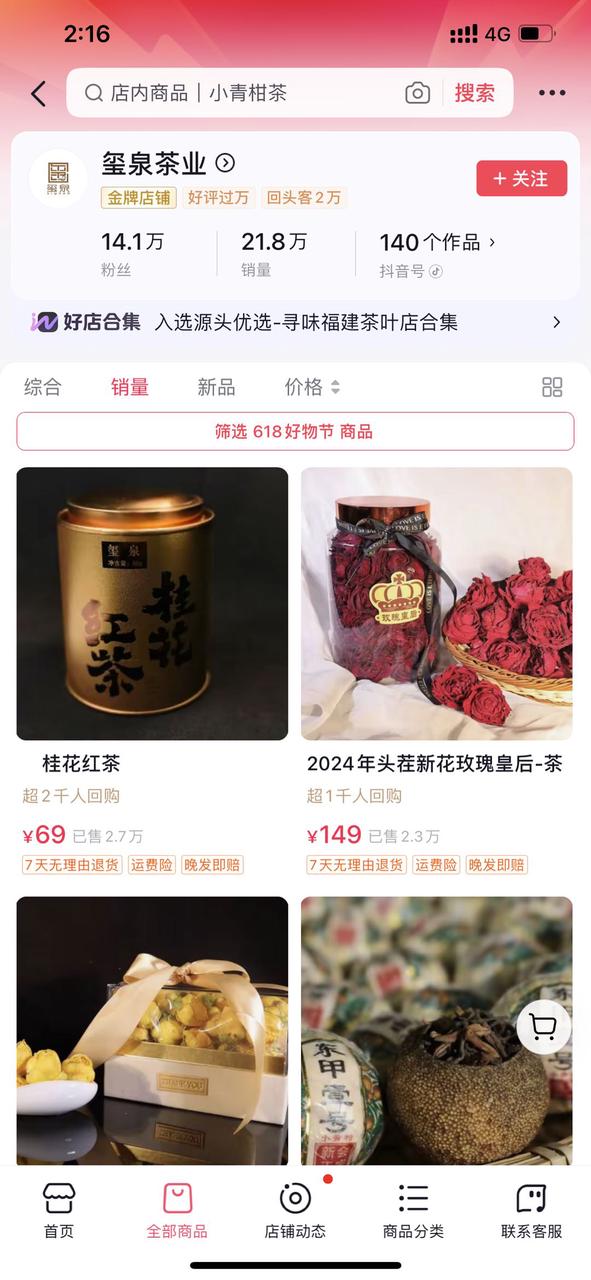 2:16
4G
店内商品 | 小青柑茶
搜索
玺泉
玺泉茶业
金牌店铺
好评过万
回头客2万
+ 关注
14.1万
21.8万
140个作品 >
粉丝
销量
抖音号
好店合集
入选源头优选-寻味福建茶叶店合集
综合
销量
新品
价格
筛选 618好物节 商品
玺泉
桂花
红茶
LOVE IS
玫瑰皇后
桂花红茶
2024年头茬新花玫瑰皇后-茶
超2千人回购
超1千人回购
¥69 已售2.7万
¥149 已售2.3万
7天无理由退货
运费险
晚发即赔
7天无理由退货
运费险
晚发即赔
THANK YOU
东甲
壹号
新会
首页
全部商品
店铺动态
商品分类
联系客服